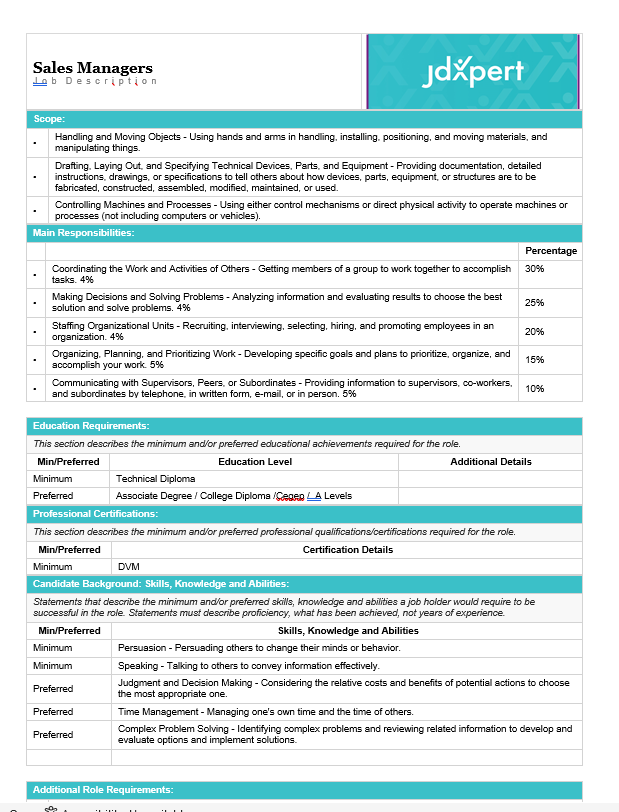 Sales Managers
Job Description
jdxpert
Scope:
• Handling and Moving Objects - Using hands and arms in handling, installing, positioning, and moving materials, and
manipulating things.
• Drafting, Laying Out, and Specifying Technical Devices, Parts, and Equipment - Providing documentation, detailed
instructions, drawings, or specifications to tell others about how devices, parts, equipment, or structures are to be
fabricated, constructed, assembled, modified, maintained, or used.
• Controlling Machines and Processes - Using either control mechanisms or direct physical activity to operate machines or
processes (not including computers or vehicles).
Main Responsibilities:
Percentage
• Coordinating the Work and Activities of Others - Getting members of a group to work together to accomplish 30%
tasks. 4%
• Making Decisions and Solving Problems - Analyzing information and evaluating results to choose the best 25%
solution and solve problems. 4%
• Staffing Organizational Units - Recruiting, interviewing, selecting, hiring, and promoting employees in an 20%
organization. 4%
• Organizing, Planning, and Prioritizing Work - Developing specific goals and plans to prioritize, organize, and 15%
accomplish your work. 5%
• Communicating with Supervisors, Peers, or Subordinates - Providing information to supervisors, co-workers, 10%
and subordinates by telephone, in written form, e-mail, or in person. 5%
Education Requirements:
This section describes the minimum and/or preferred educational achievements required for the role.
Min/Preferred Education Level Additional Details
Minimum Technical Diploma
Preferred Associate Degree / College Diploma /Cegep / A Levels
Professional Certifications:
This section describes the minimum and/or preferred professional qualifications/certifications required for the role.
Min/Preferred Certification Details
Minimum DVM
Candidate Background: Skills, Knowledge and Abilities:
Statements that describe the minimum and/or preferred skills, knowledge and abilities a job holder would require to be
successful in the role. Statements must describe proficiency, what has been achieved, not years of experience.
Min/Preferred Skills, Knowledge and Abilities
Minimum Persuasion - Persuading others to change their minds or behavior.
Minimum Speaking - Talking to others to convey information effectively.
Preferred Judgment and Decision Making - Considering the relative costs and benefits of potential actions to choose
the most appropriate one.
Preferred Time Management - Managing one's own time and the time of others.
Preferred Complex Problem Solving - Identifying complex problems and reviewing related information to develop and
evaluate options and implement solutions.
Additional Role Requirements: